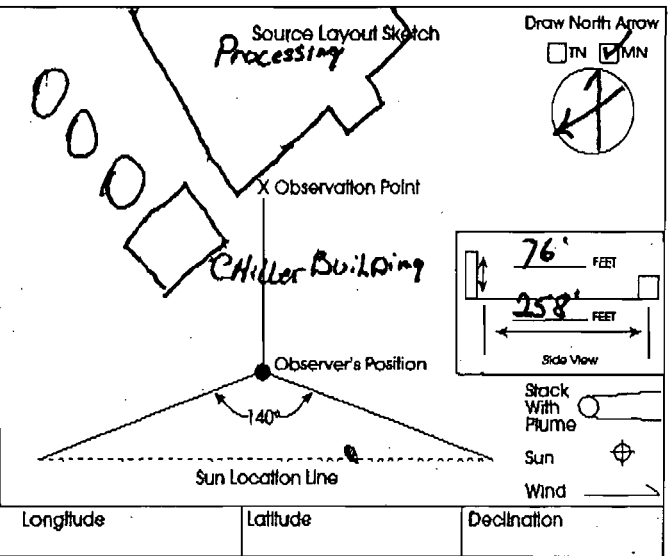 Draw North Arrow
TN MN
Source Layout Sketch
Processing
X Observation Point
CHiller BuiLDing
76' FEET
258' FEET
Side View
Observer's Position
140°
Sun Location Line
Stack
With
Plume
Sun
Wind
Longitude Latitude Declination